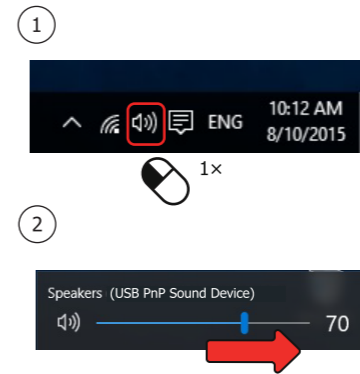 1
ENG
10:12 AM
8/10/2015
1×
2
Speakers (USB PnP Sound Device)
70